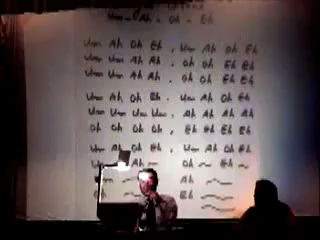 Um - Ah - Oh - Eh
Um Ah Oh Eh, Um Ah Oh Eh
Um Um Ah Ah. Oh Oh Eh Eh
Um Um Ah Ah. Oh Oh Eh Eh
Um Ah Oh Eh. Um Ah Oh Eh
Um Um Um Um, Ah Ah Ah Ah
Oh Oh Oh Oh, Eh Eh Eh Eh
Um Ah Oh Eh. Um Ah Oh Eh
Um Ah Oh Eh
Ah